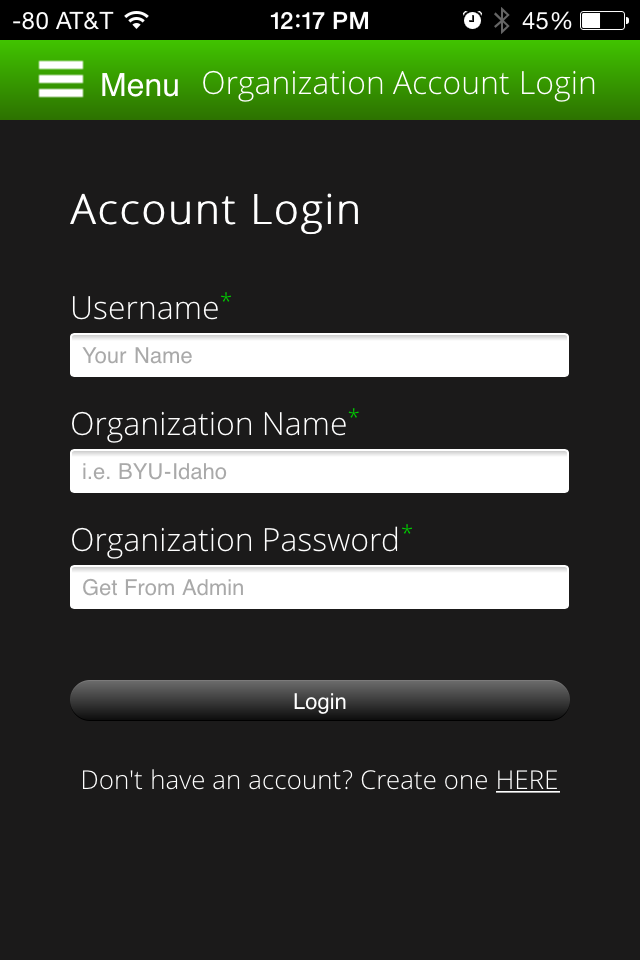 -80 AT&T 12:17 PM 45%
Menu Organization Account Login
Account Login
Username*
Your Name
Organization Name*
i.e. BYU-Idaho
Organization Password*
Get From Admin
Login
Don't have an account? Create one HERE